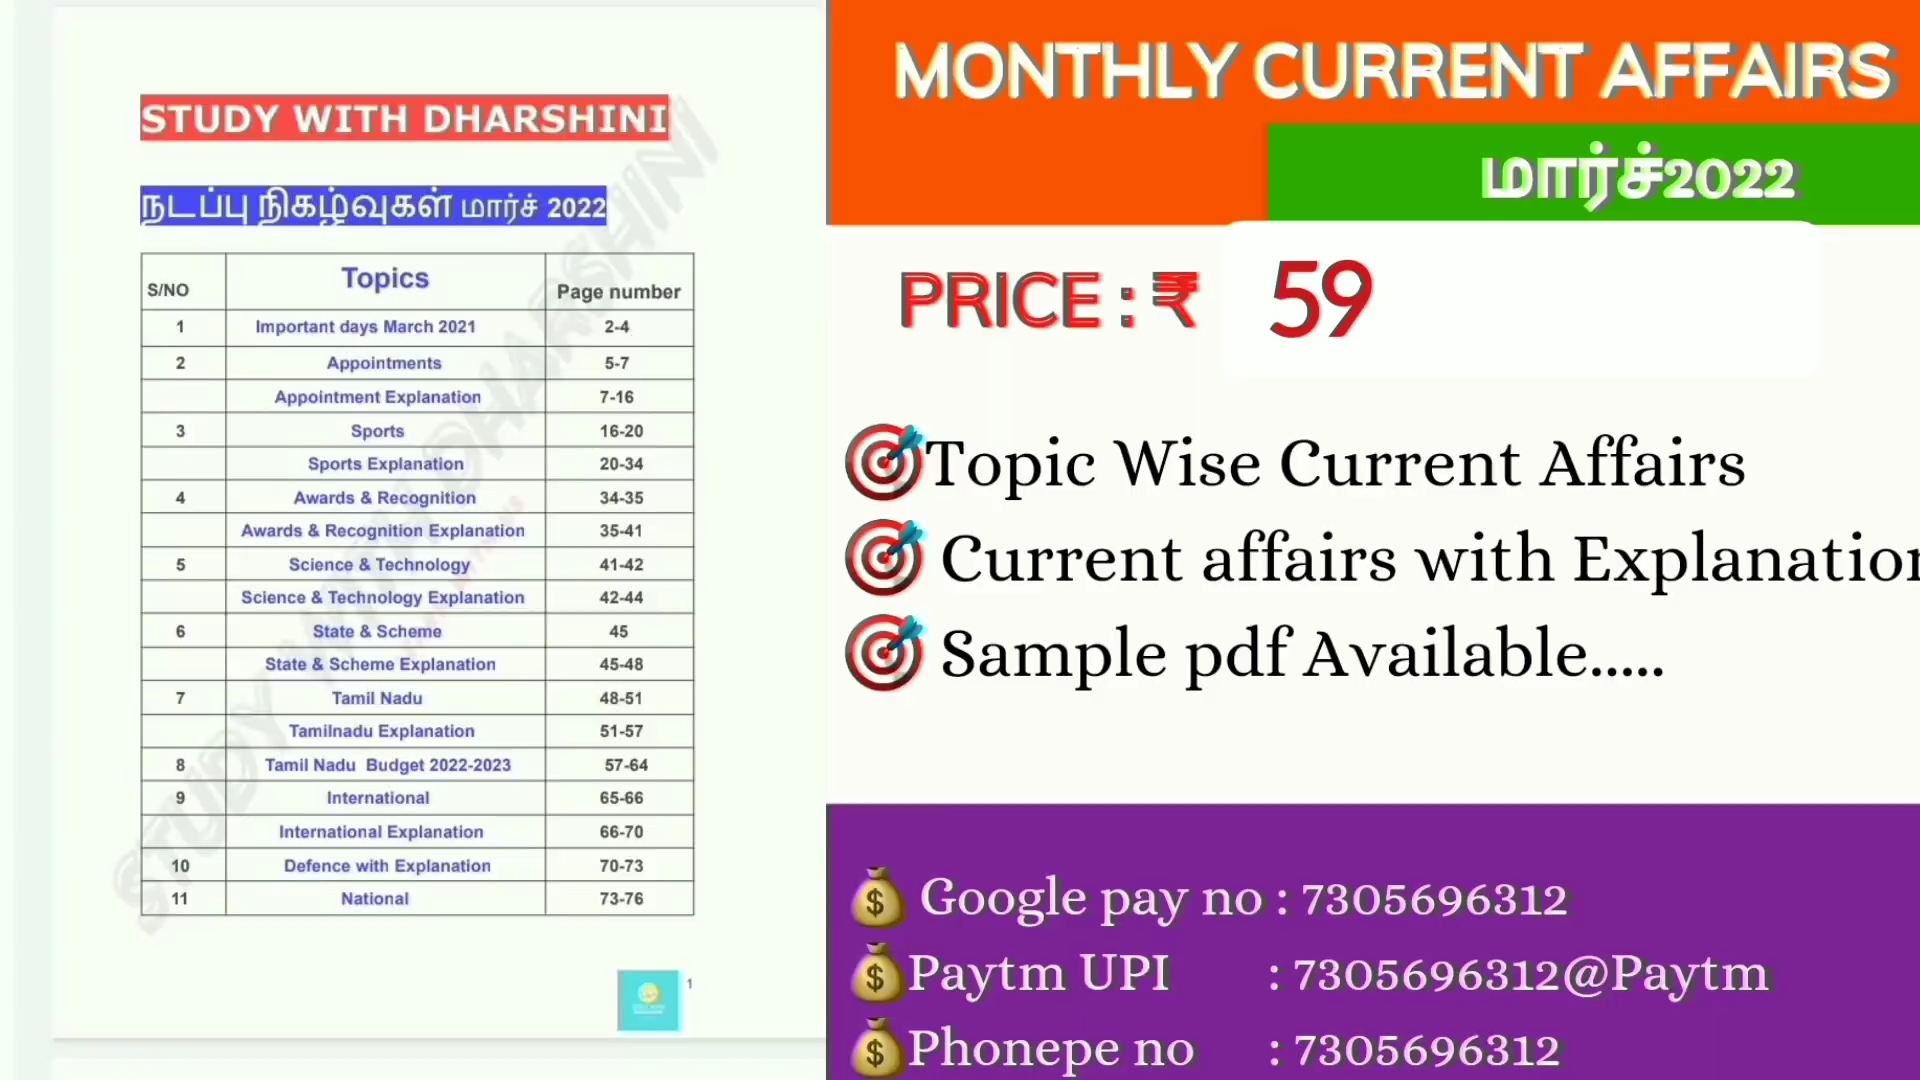 STUDY WITH DHARSHINI
நடப்பு நிகழ்வுகள் மார்ச் 2022
S/NO Topics Page number
1 Important days March 2021 2-4
2 Appointments 5-7
Appointment Explanation 7-16
3 Sports 16-20
Sports Explanation 20-34
4 Awards & Recognition 34-35
Awards & Recognition Explanation 35-41
5 Science & Technology 41-42
Science & Technology Explanation 42-44
6 State & Scheme 45
State & Scheme Explanation 45-48
7 Tamil Nadu 48-51
Tamilnadu Explanation 51-57
8 Tamil Nadu Budget 2022-2023 57-64
9 International 65-66
International Explanation 66-70
10 Defence with Explanation 70-73
11 National 73-76
STUDY WITH DHARSHINI
1
MONTHLY CURRENT AFFAIRS
மார்ச்2022
PRICE : ₹ 59
Topic Wise Current Affairs
Current affairs with Explanation
Sample pdf Available.....
Google pay no : 7305696312
Paytm UPI : 7305696312@Paytm
Phonepe no : 7305696312